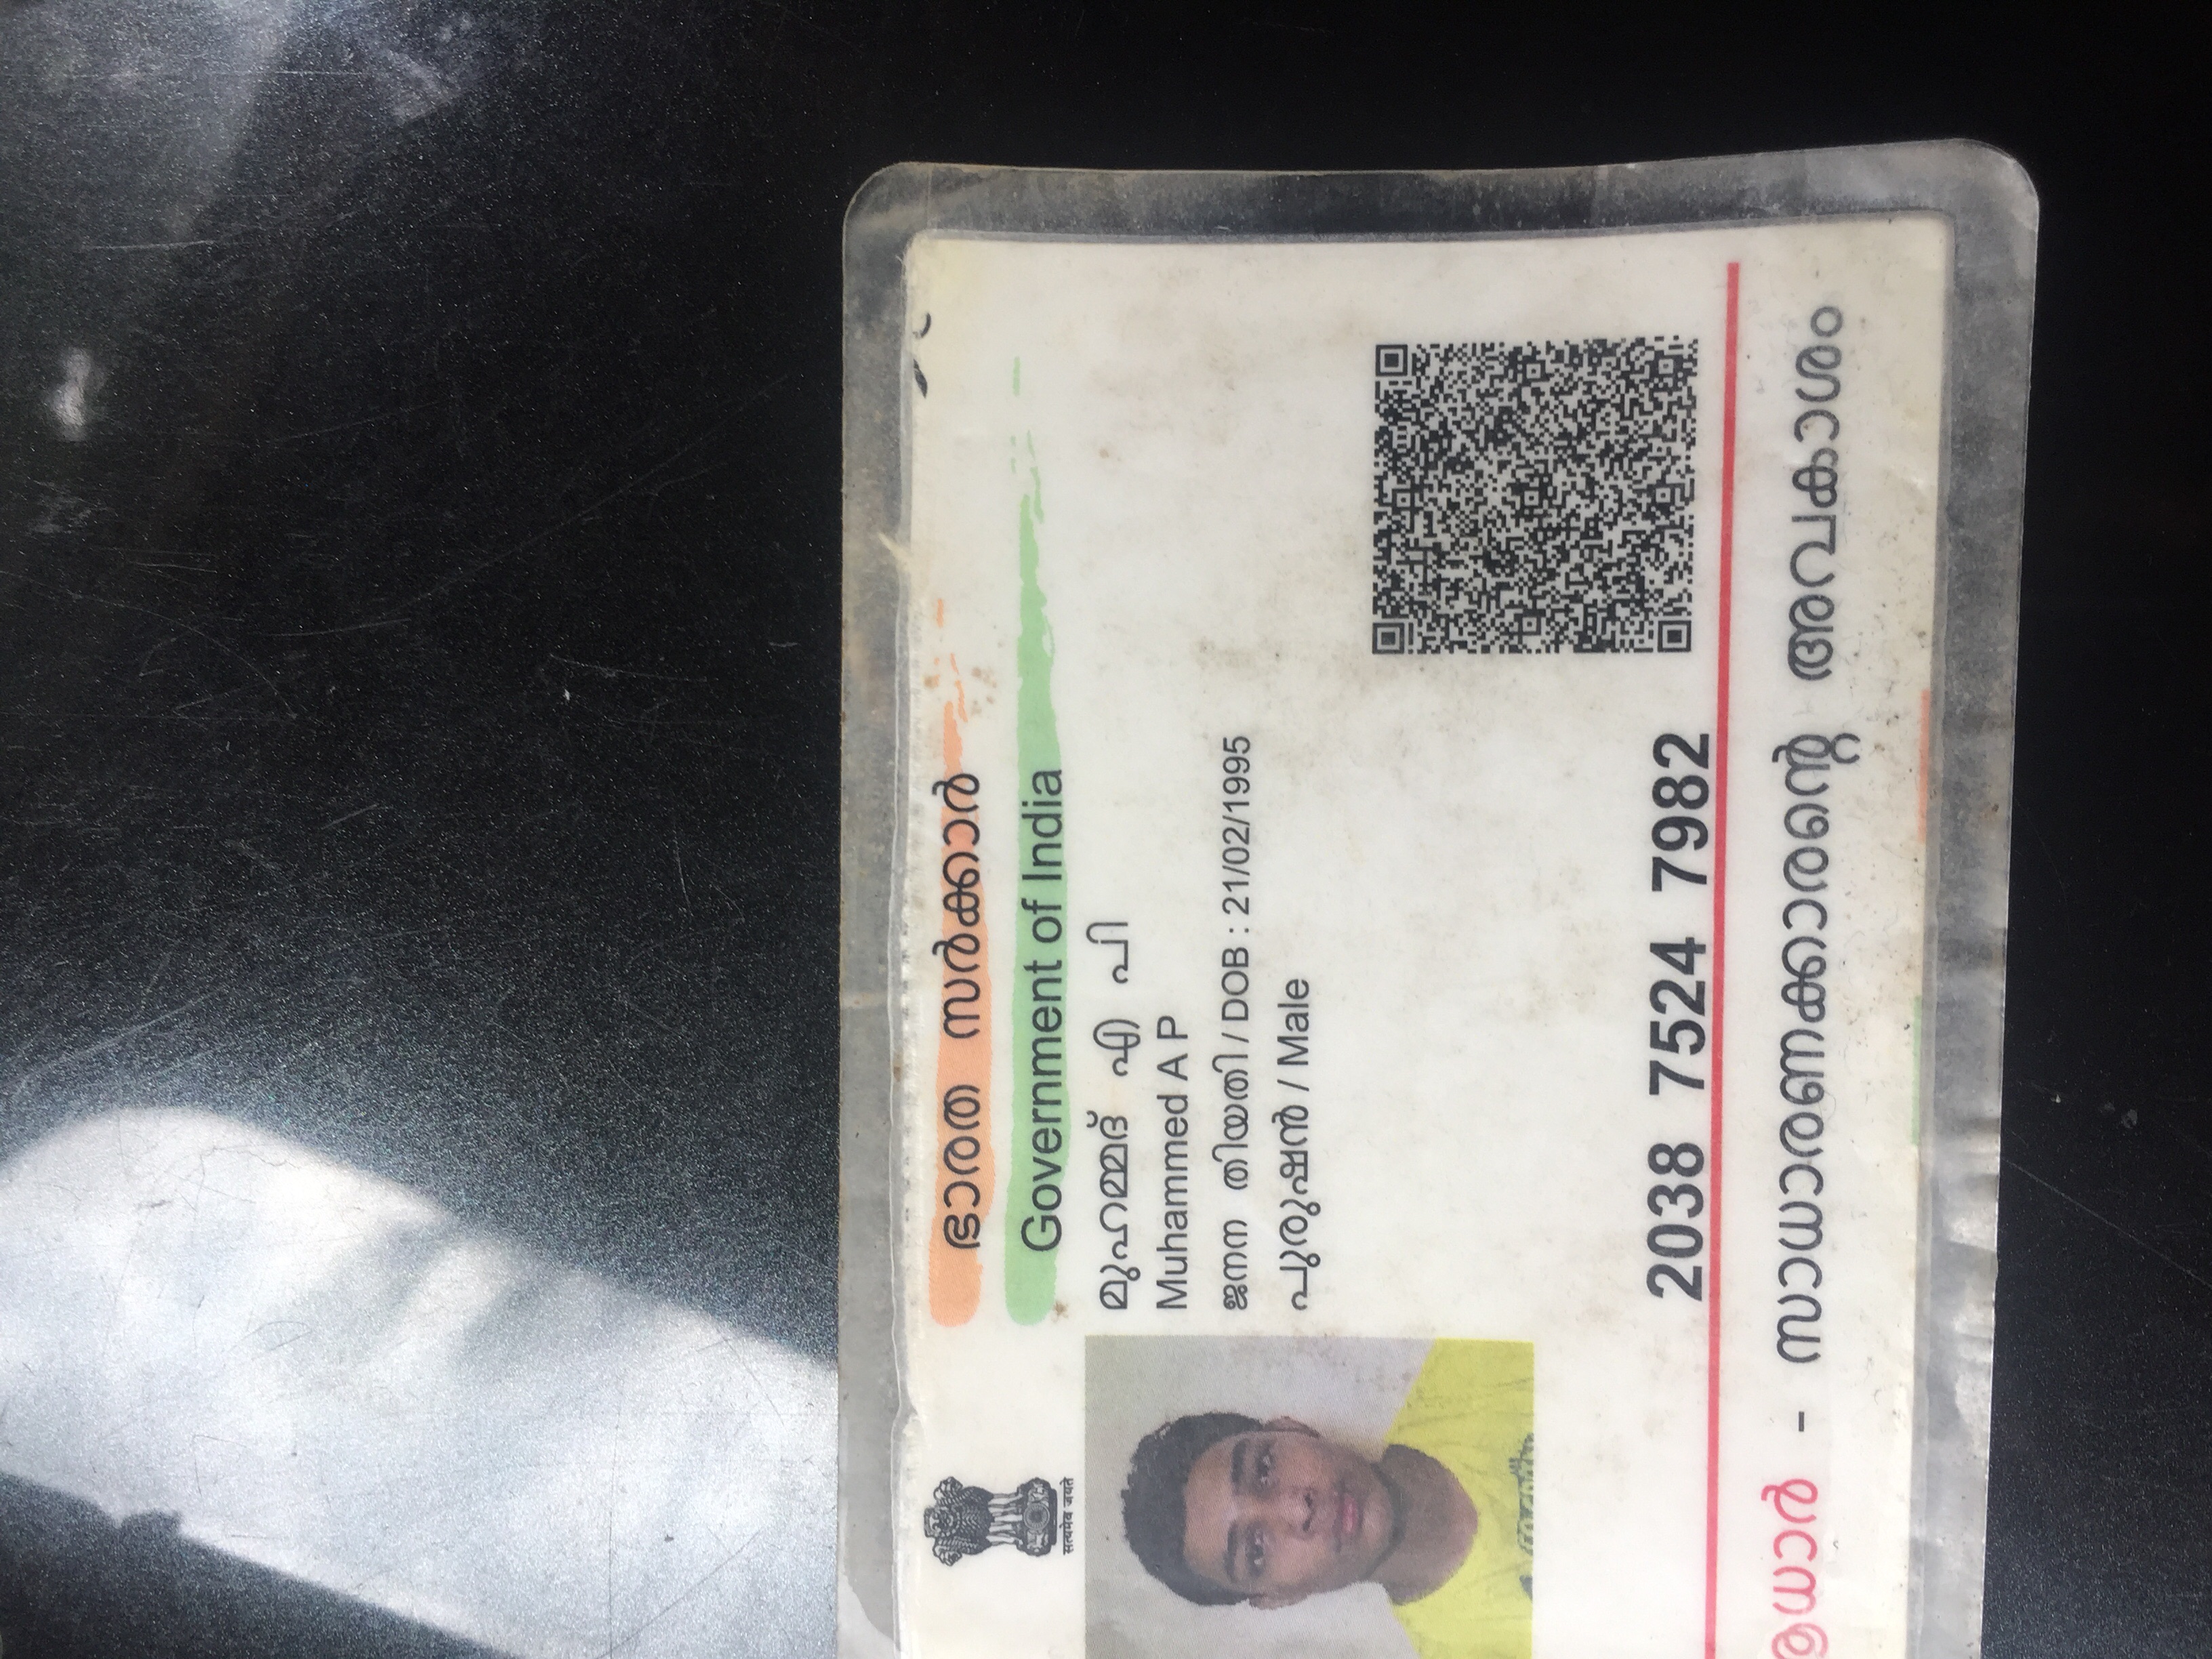 ഭാരത സർക്കാർ
Government of India
सत्यमेव जयते
മുഹമ്മദ് എ പി
Muhammed A P
ജനന തിയതി / DOB : 21/02/1995
പുരുഷൻ / Male
2038 7524 7982
ആധാർ - സാധാരണക്കാരന്റെ അവകാശം